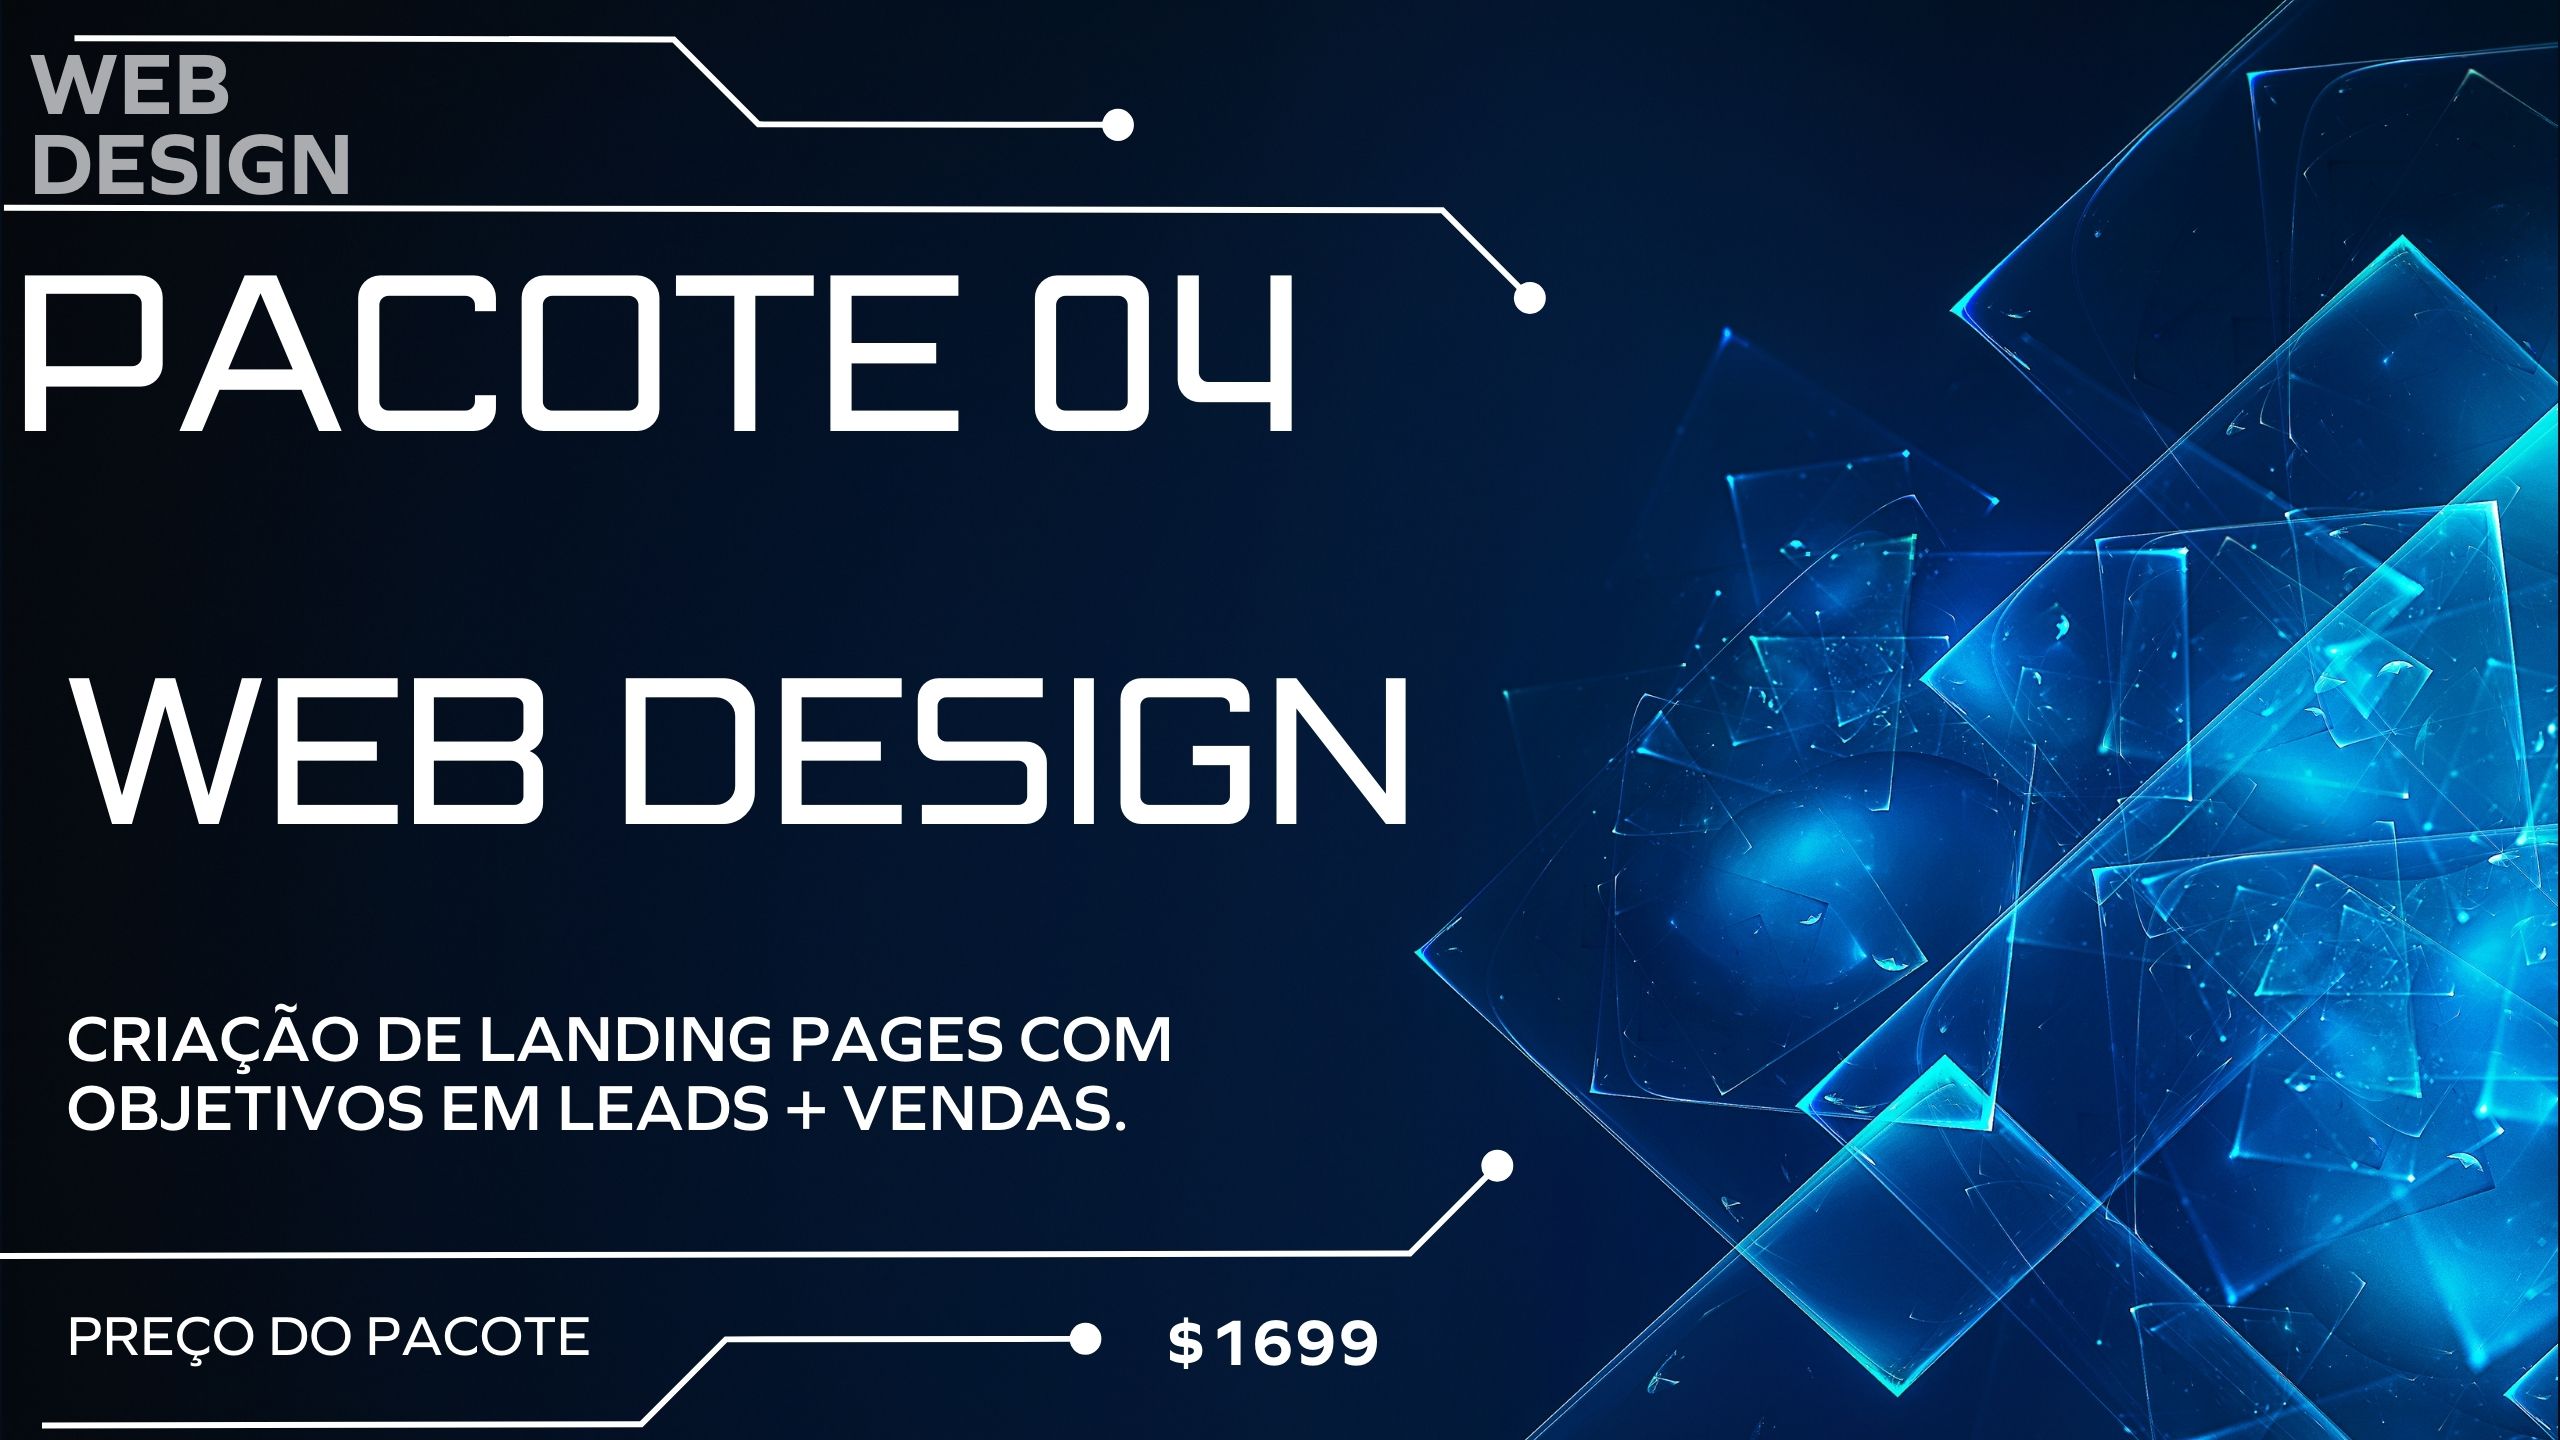 WEB
DESIGN
PACOTE 04
WEB DESIGN
CRIAÇÃO DE LANDING PAGES COM
OBJETIVOS EM LEADS + VENDAS.
PREÇO DO PACOTE
$1699